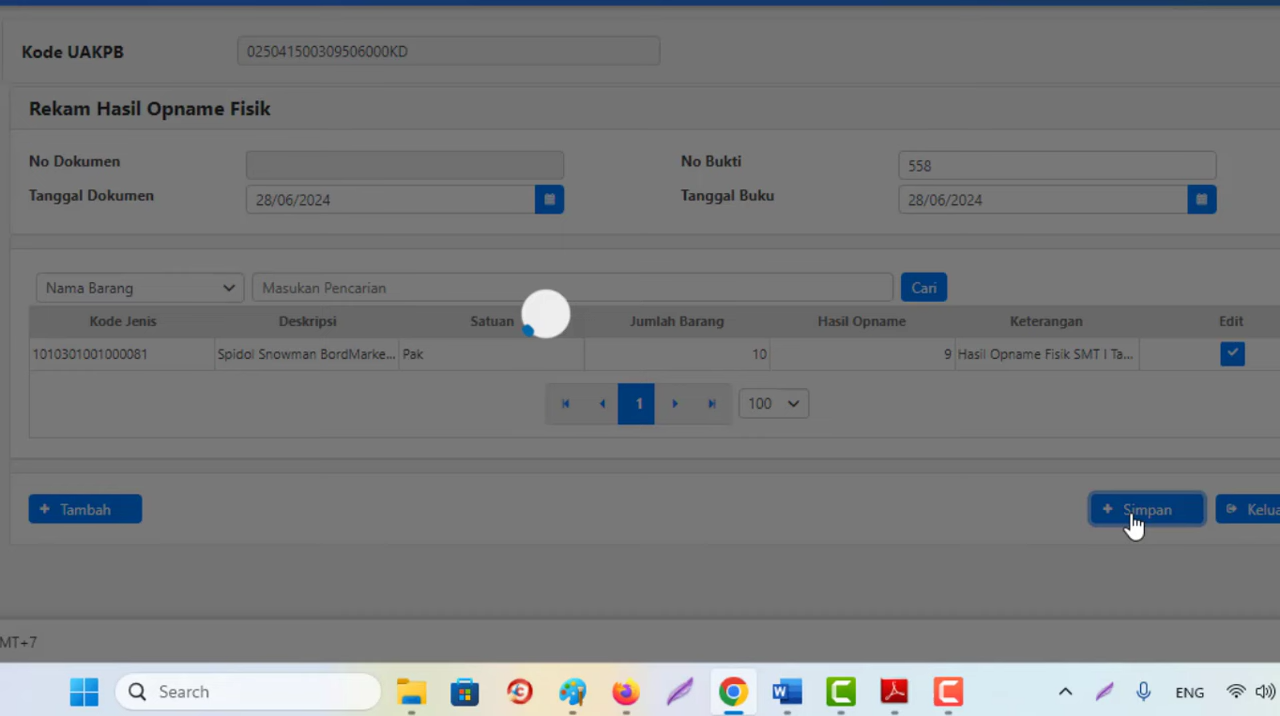 Kode UAKPB 025041500309506000KD
Rekam Hasil Opname Fisik
No Dokumen No Bukti 558
Tanggal Dokumen 28/06/2024 Tanggal Buku 28/06/2024
Nama Barang Masukan Pencarian Cari
Kode Jenis Deskripsi Satuan Jumlah Barang Hasil Opname Keterangan Edit
1010301001000081 Spidol Snowman BordMarke... Pak 10 9 Hasil Opname Fisik SMT I Ta...
1 100
+ Tambah + Simpan Kelua
MT+7
Search ENG